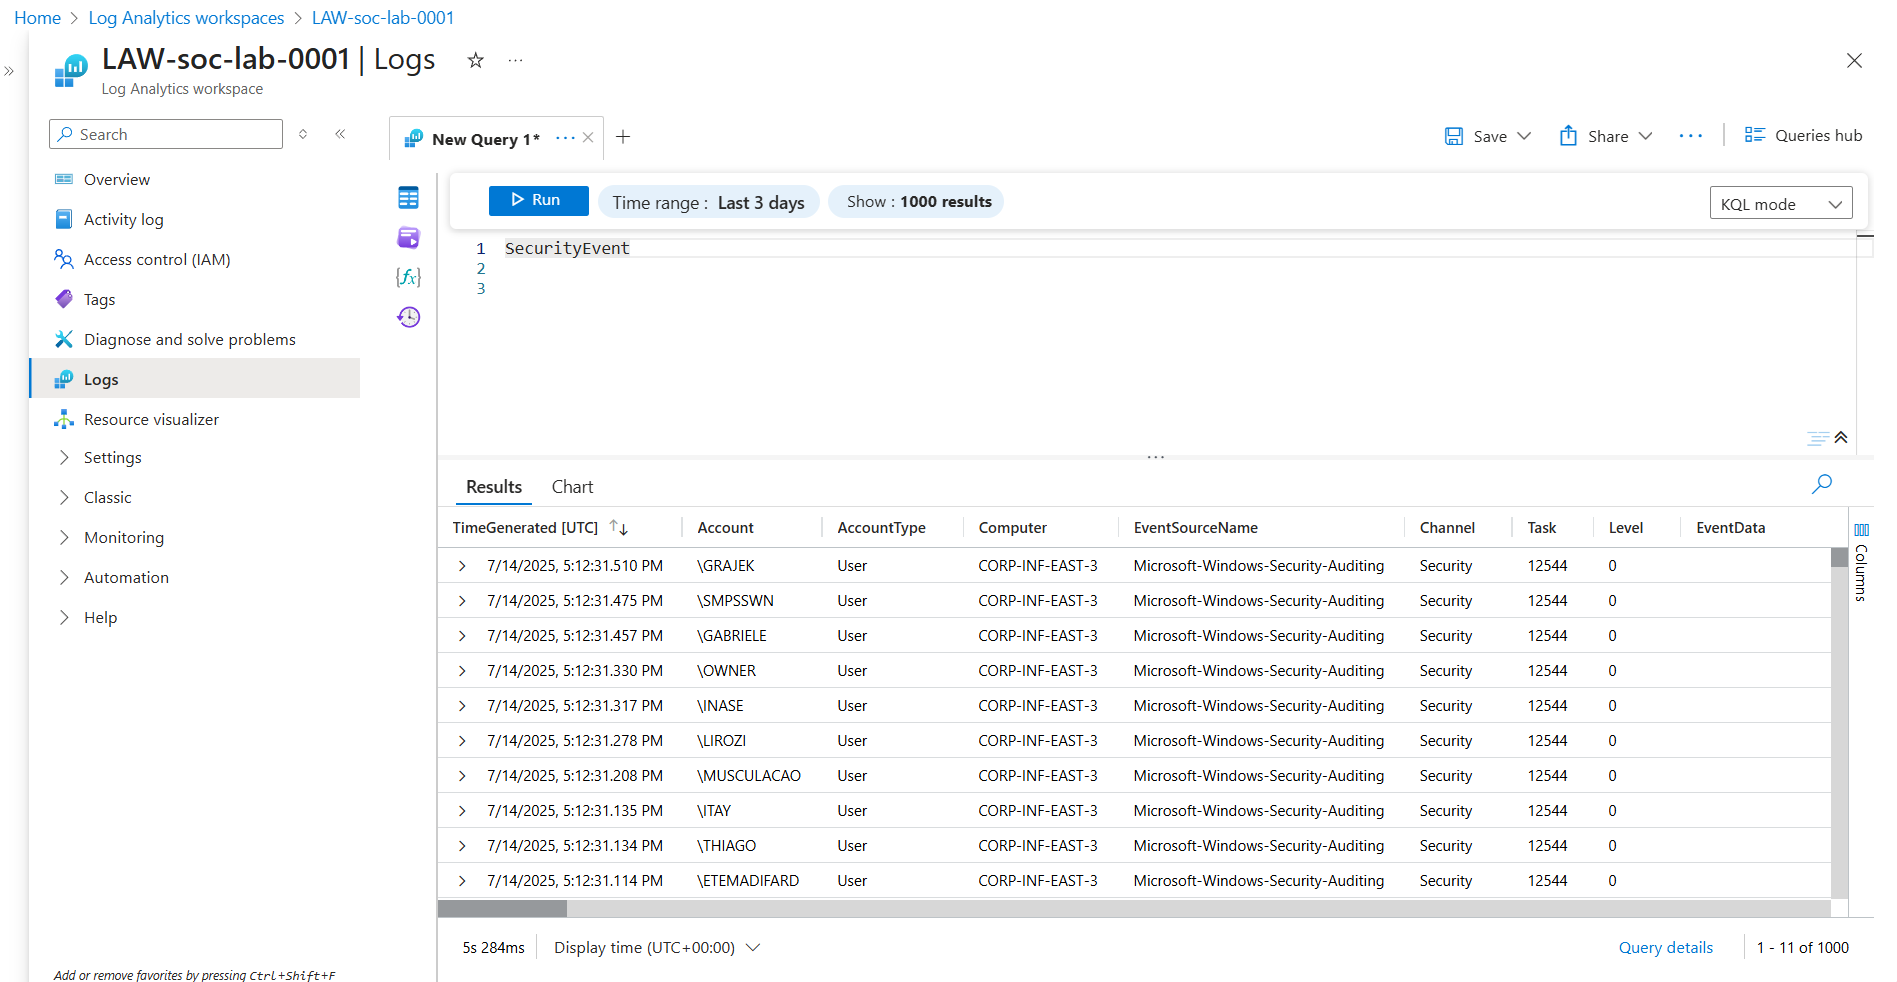 Home > Log Analytics workspaces > LAW-soc-lab-0001
LAW-soc-lab-0001 | Logs
Log Analytics workspace
Search
Overview
Activity log
Access control (IAM)
Tags
Diagnose and solve problems
Logs
Resource visualizer
Settings
Classic
Monitoring
Automation
Help
Add or remove favorites by pressing Ctrl+Shift+F
New Query 1*
Save Share Queries hub
Run Time range : Last 3 days Show : 1000 results KQL mode
1 SecurityEvent
2
3
{fx}
Results Chart
TimeGenerated [UTC] Account AccountType Computer EventSourceName Channel Task Level EventData
7/14/2025, 5:12:31.510 PM \GRAJEK User CORP-INF-EAST-3 Microsoft-Windows-Security-Auditing Security 12544 0
7/14/2025, 5:12:31.475 PM \SMPSSWN User CORP-INF-EAST-3 Microsoft-Windows-Security-Auditing Security 12544 0
7/14/2025, 5:12:31.457 PM \GABRIELE User CORP-INF-EAST-3 Microsoft-Windows-Security-Auditing Security 12544 0
7/14/2025, 5:12:31.330 PM \OWNER User CORP-INF-EAST-3 Microsoft-Windows-Security-Auditing Security 12544 0
7/14/2025, 5:12:31.317 PM \INASE User CORP-INF-EAST-3 Microsoft-Windows-Security-Auditing Security 12544 0
7/14/2025, 5:12:31.278 PM \LIROZI User CORP-INF-EAST-3 Microsoft-Windows-Security-Auditing Security 12544 0
7/14/2025, 5:12:31.208 PM \MUSCULACAO User CORP-INF-EAST-3 Microsoft-Windows-Security-Auditing Security 12544 0
7/14/2025, 5:12:31.135 PM \ITAY User CORP-INF-EAST-3 Microsoft-Windows-Security-Auditing Security 12544 0
7/14/2025, 5:12:31.134 PM \THIAGO User CORP-INF-EAST-3 Microsoft-Windows-Security-Auditing Security 12544 0
7/14/2025, 5:12:31.114 PM \ETEMADIFARD User CORP-INF-EAST-3 Microsoft-Windows-Security-Auditing Security 12544 0
Columns
5s 284ms Display time (UTC+00:00) Query details 1 - 11 of 1000